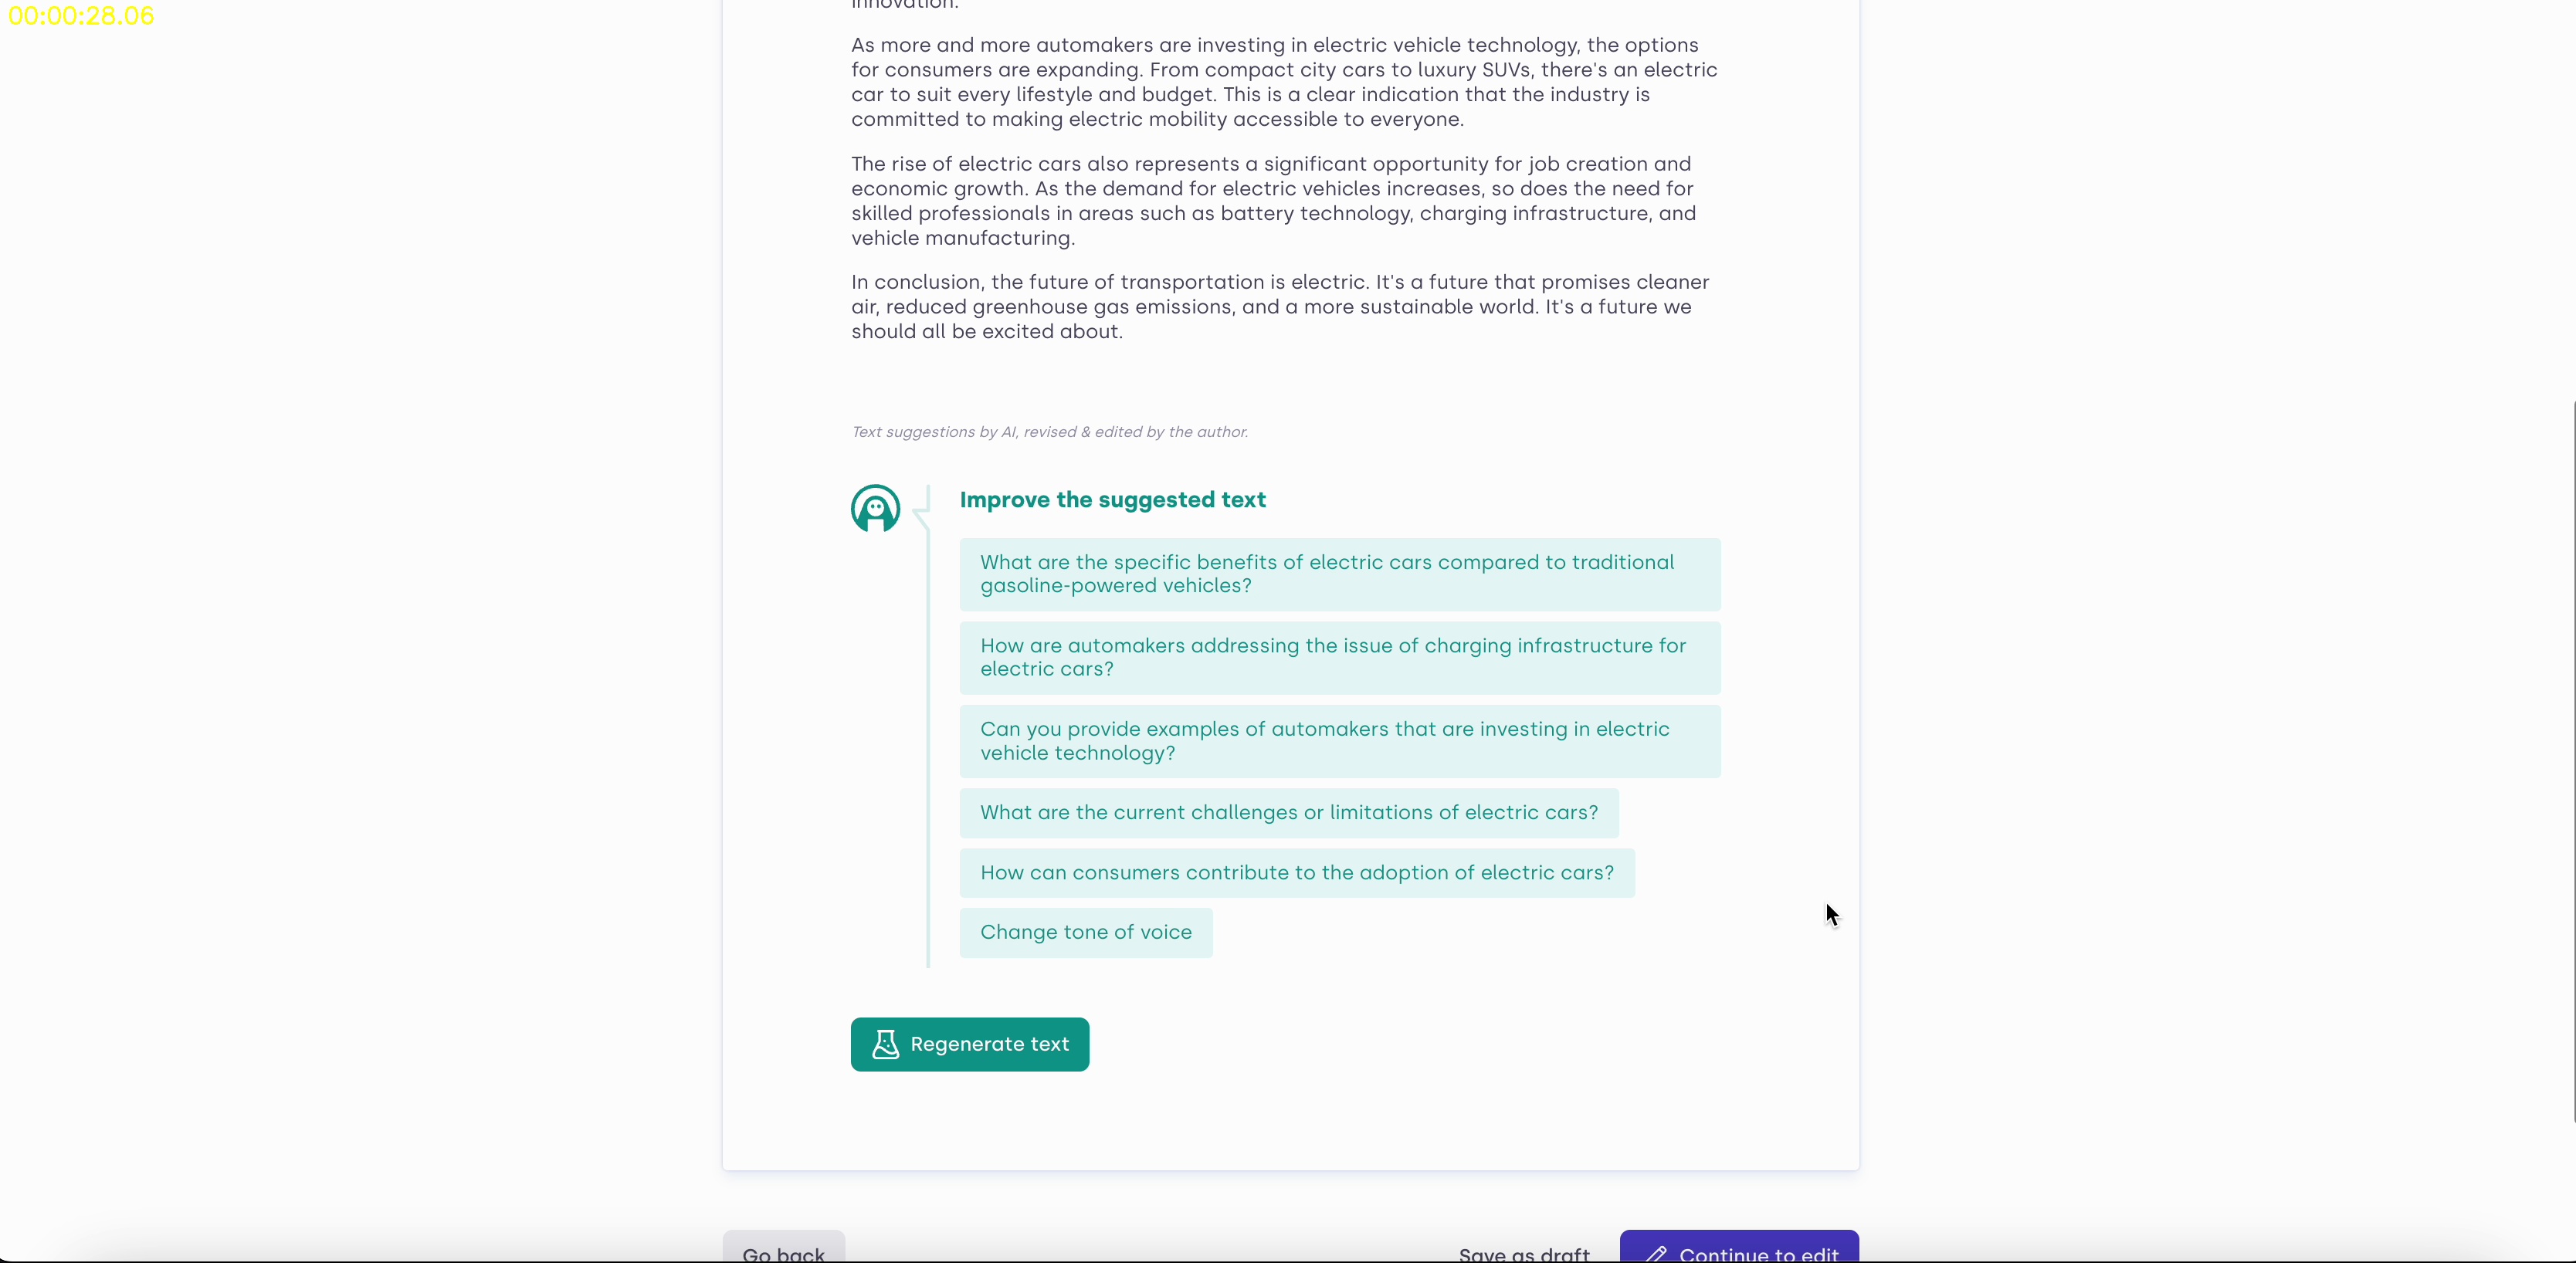 00:00:28.06
innovation.
As more and more automakers are investing in electric vehicle technology, the options
for consumers are expanding. From compact city cars to luxury SUVs, there's an electric
car to suit every lifestyle and budget. This is a clear indication that the industry is
committed to making electric mobility accessible to everyone.
The rise of electric cars also represents a significant opportunity for job creation and
economic growth. As the demand for electric vehicles increases, so does the need for
skilled professionals in areas such as battery technology, charging infrastructure, and
vehicle manufacturing.
In conclusion, the future of transportation is electric. It's a future that promises cleaner
air, reduced greenhouse gas emissions, and a more sustainable world. It's a future we
should all be excited about.
Text suggestions by AI, revised & edited by the author.
Improve the suggested text
What are the specific benefits of electric cars compared to traditional
gasoline-powered vehicles?
How are automakers addressing the issue of charging infrastructure for
electric cars?
Can you provide examples of automakers that are investing in electric
vehicle technology?
What are the current challenges or limitations of electric cars?
How can consumers contribute to the adoption of electric cars?
Change tone of voice
Regenerate text
Go back
Save as draft
Continue to edit